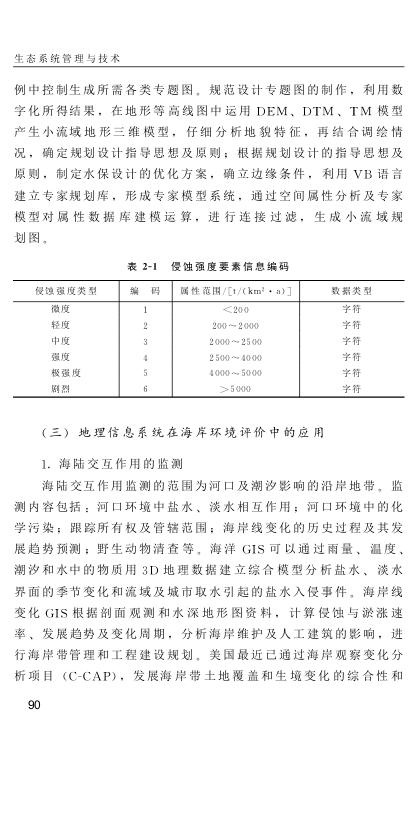 生态系统管理与技术
例中控制生成所需各类专题图。规范设计专题图的制作，利用数
字化所得结果，在地形等高线图中运用 DEM、DTM、TM 模型
产生小流域地形三维模型，仔细分析地貌特征，再结合调绘情
况，确定规划设计指导思想及原则；根据规划设计的指导思想及
原则，制定水保设计的优化方案，确立边缘条件，利用 VB 语言
建立专家规划库，形成专家模型系统，通过空间属性分析及专家
模型对属性数据库建模运算，进行连接过滤，生成小流域规
划图。
表 2-1 侵蚀强度要素信息编码
侵蚀强度类型 编 码 属性范围/[t/(km²·a)] 数据类型
微度 1 <200 字符
轻度 2 200～2000 字符
中度 3 2000～2500 字符
强度 4 2500～4000 字符
极强度 5 4000～5000 字符
剧烈 6 >5000 字符
(三) 地理信息系统在海岸环境评价中的应用
1. 海陆交互作用的监测
海陆交互作用监测的范围为河口及潮汐影响的沿岸地带。监
测内容包括：河口环境中盐水、淡水相互作用；河口环境中的化
学污染；跟踪所有权及管辖范围；海岸线变化的历史过程及其发
展趋势预测；野生动物清查等。海洋 GIS 可以通过雨量、温度、
潮汐和水中的物质用 3D 地理数据建立综合模型分析盐水、淡水
界面的季节变化和流域及城市取水引起的盐水入侵事件。海岸线
变化 GIS 根据剖面观测和水深地形图资料，计算侵蚀与淤涨速
率、发展趋势及变化周期，分析海岸维护及人工建筑的影响，进
行海岸带管理和工程建设规划。美国最近已通过海岸观察变化分
析项目 (C-CAP)，发展海岸带土地覆盖和生境变化的综合性和
90